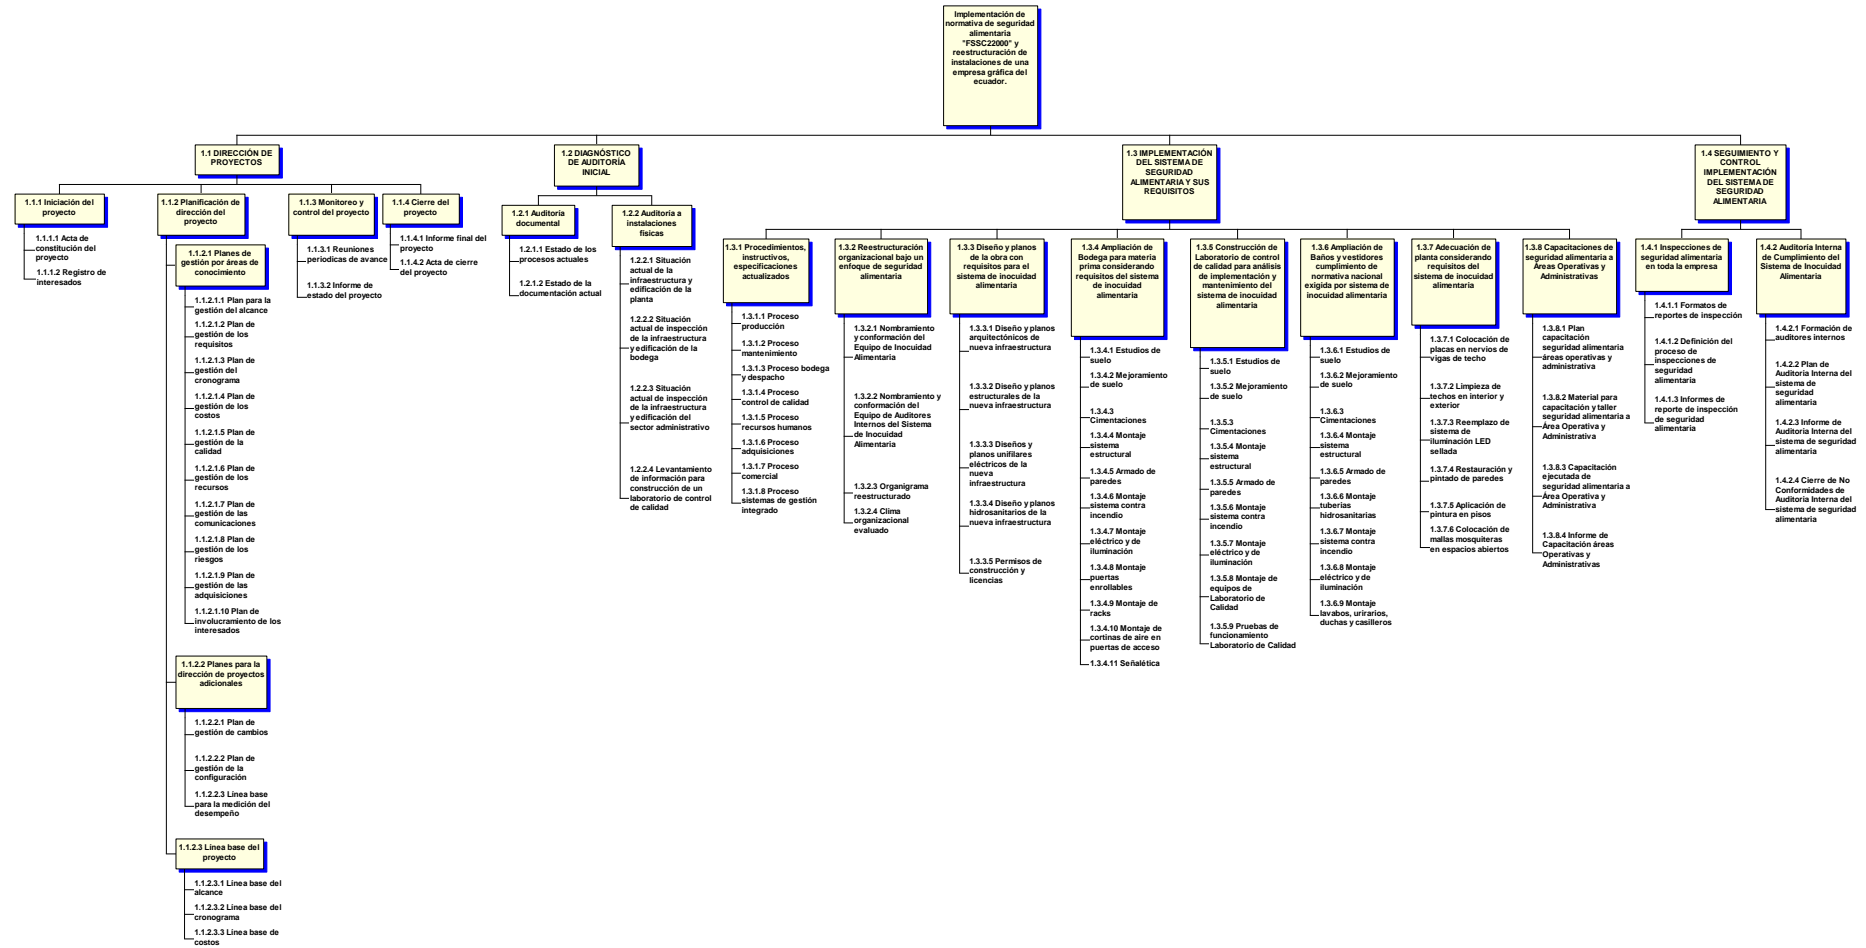 Implementación de
normativa de seguridad
alimentaria
"FSSC22000" y
reestructuración de
instalaciones de una
empresa gráfica del
ecuador.
1.1 DIRECCIÓN DE
PROYECTOS
1.1.1 Iniciación del
proyecto
1.1.1.1 Acta de
constitución del
proyecto
1.1.1.2 Registro de
interesados
1.1.2 Planificación de
dirección del
proyecto
1.1.2.1 Planes de
gestión por áreas de
conocimiento
1.1.2.1.1 Plan para la
gestión del alcance
1.1.2.1.2 Plan de
gestión de los
requisitos
1.1.2.1.3 Plan de
gestión del
cronograma
1.1.2.1.4 Plan de
gestión de los
costos
1.1.2.1.5 Plan de
gestión de la
calidad
1.1.2.1.6 Plan de
gestión de los
recursos
1.1.2.1.7 Plan de
gestión de las
comunicaciones
1.1.2.1.8 Plan de
gestión de los
riesgos
1.1.2.1.9 Plan de
gestión de las
adquisiciones
1.1.2.1.10 Plan de
involucramiento de los
interesados
1.1.2.2 Planes para la
dirección de proyectos
adicionales
1.1.2.2.1 Plan de
gestión de cambios
1.1.2.2.2 Plan de
gestión de la
configuración
1.1.2.2.3 Línea base
para la medición del
desempeño
1.1.2.3 Línea base del
proyecto
1.1.2.3.1 Línea base del
alcance
1.1.2.3.2 Línea base del
cronograma
1.1.2.3.3 Línea base de
costos
1.1.3 Monitoreo y
control del proyecto
1.1.3.1 Reuniones
periodicas de avance
1.1.3.2 Informe de
estado del proyecto
1.1.4 Cierre del
proyecto
1.1.4.1 Informe final del
proyecto
1.1.4.2 Acta de cierre
del proyecto
1.2 DIAGNÓSTICO
DE AUDITORÍA
INICIAL
1.2.1 Auditoría
documental
1.2.1.1 Estado de los
procesos actuales
1.2.1.2 Estado de la
documentación actual
1.2.2 Auditoría a
instalaciones
físicas
1.2.2.1 Situación
actual de la
infraestructura y
edificación de la
planta
1.2.2.2 Situación
actual de inspección
de la infraestructura
y edificación de la
bodega
1.2.2.3 Situación
actual de inspección
de la infraestructura
y edificación del
sector administrativo
1.2.2.4 Levantamiento
de información para
construcción de un
laboratorio de control
de calidad
1.3 IMPLEMENTACIÓN
DEL SISTEMA DE
SEGURIDAD
ALIMENTARIA Y SUS
REQUISITOS
1.3.1 Procedimientos,
instructivos,
especificaciones
actualizados
1.3.1.1 Proceso
producción
1.3.1.2 Proceso
mantenimiento
1.3.1.3 Proceso bodega
y despacho
1.3.1.4 Proceso
control de calidad
1.3.1.5 Proceso
recursos humanos
1.3.1.6 Proceso
adquisiciones
1.3.1.7 Proceso
comercial
1.3.1.8 Proceso
sistemas de gestión
integrado
1.3.2 Reestructuración
organizacional bajo un
enfoque de seguridad
alimentaria
1.3.2.1 Nombramiento
y conformación del
Equipo de Inocuidad
Alimentaria
1.3.2.2 Nombramiento y
conformación del
Equipo de Auditores
Internos del Sistema
de Inocuidad
Alimentaria
1.3.2.3 Organigrama
reestructurado
1.3.2.4 Clima
organizacional
evaluado
1.3.3 Diseño y planos
de la obra con
requisitos para el
sistema de inocuidad
alimentaria
1.3.3.1 Diseño y planos
arquitectónicos de
nueva infraestructura
1.3.3.2 Diseño y planos
estructurales de la
nueva infraestructura
1.3.3.3 Diseños y
planos unifilares
eléctricos de la
nueva
infraestructura
1.3.3.4 Diseño y planos
hidrosanitarios de la
nueva infraestructura
1.3.3.5 Permisos de
construcción y
licencias
1.3.4 Ampliación de
Bodega para materia
prima considerando
requisitos del sistema
de inocuidad
alimentaria
1.3.4.1 Estudios de
suelo
1.3.4.2 Mejoramiento
de suelo
1.3.4.3
Cimentaciones
1.3.4.4 Montaje
sistema
estructural
1.3.4.5 Armado de
paredes
1.3.4.6 Montaje
sistema contra
incendio
1.3.4.7 Montaje
eléctrico y de
iluminación
1.3.4.8 Montaje
puertas
enrollables
1.3.4.9 Montaje de
racks
1.3.4.10 Montaje de
cortinas de aire en
puertas de acceso
1.3.4.11 Señalética
1.3.5 Construcción de
Laboratorio de control
de calidad para análisis
de implementación y
mantenimiento del
sistema de inocuidad
alimentaria
1.3.5.1 Estudios de
suelo
1.3.5.2 Mejoramiento
de suelo
1.3.5.3
Cimentaciones
1.3.5.4 Montaje
sistema
estructural
1.3.5.5 Armado de
paredes
1.3.5.6 Montaje
sistema contra
incendio
1.3.5.7 Montaje
eléctrico y de
iluminación
1.3.5.8 Montaje de
equipos de
Laboratorio de
Calidad
1.3.5.9 Pruebas de
funcionamiento
Laboratorio de Calidad
1.3.6 Ampliación de
Baños y vestidores
cumplimiento de
normativa nacional
exigida por sistema de
inocuidad alimentaria
1.3.6.1 Estudios de
suelo
1.3.6.2 Mejoramiento
de suelo
1.3.6.3
Cimentaciones
1.3.6.4 Montaje
sistema
estructural
1.3.6.5 Armado de
paredes
1.3.6.6 Montaje
tuberías
hidrosanitarias
1.3.6.7 Montaje
sistema contra
incendio
1.3.6.8 Montaje
eléctrico y de
iluminación
1.3.6.9 Montaje
lavabos, urirarios,
duchas y casilleros
1.3.7 Adecuación de
planta considerando
requisitos del
sistema de inocuidad
alimentaria
1.3.7.1 Colocación de
placas en nervios de
vigas de techo
1.3.7.2 Limpieza de
techos en interior y
exterior
1.3.7.3 Reemplazo de
sistema de
iluminación LED
sellada
1.3.7.4 Restauración y
pintado de paredes
1.3.7.5 Aplicación de
pintura en pisos
1.3.7.6 Colocación de
mallas mosquiteras
en espacios abiertos
1.3.8 Capacitaciones de
seguridad alimentaria a
Áreas Operativas y
Administrativas
1.3.8.1 Plan
capacitación
seguridad alimentaria
áreas operativas y
administrativa
1.3.8.2 Material para
capacitación y taller
seguridad alimentaria a
Área Operativa y
Administrativa
1.3.8.3 Capacitación
ejecutada de
seguridad alimentaria a
Área Operativa y
Administrativa
1.3.8.4 Informe de
Capacitación áreas
Operativas y
Administrativas
1.4 SEGUIMIENTO Y
CONTROL
IMPLEMENTACIÓN
DEL SISTEMA DE
SEGURIDAD
ALIMENTARIA
1.4.1 Inspecciones de
seguridad alimentaria
en toda la empresa
1.4.1.1 Formatos de
reportes de inspección
1.4.1.2 Definición del
proceso de
inspecciones de
seguridad
alimentaria
1.4.1.3 Informes de
reporte de inspección
de seguridad
alimentaria
1.4.2 Auditoría Interna
de Cumplimiento del
Sistema de Inocuidad
Alimentaria
1.4.2.1 Formación de
auditores internos
1.4.2.2 Plan de
Auditoría Interna del
sistema de
seguridad
alimentaria
1.4.2.3 Informe de
Auditoría Interna del
sistema de seguridad
alimentaria
1.4.2.4 Cierre de No
Conformidades de
Auditoría Interna del
sistema de seguridad
alimentaria